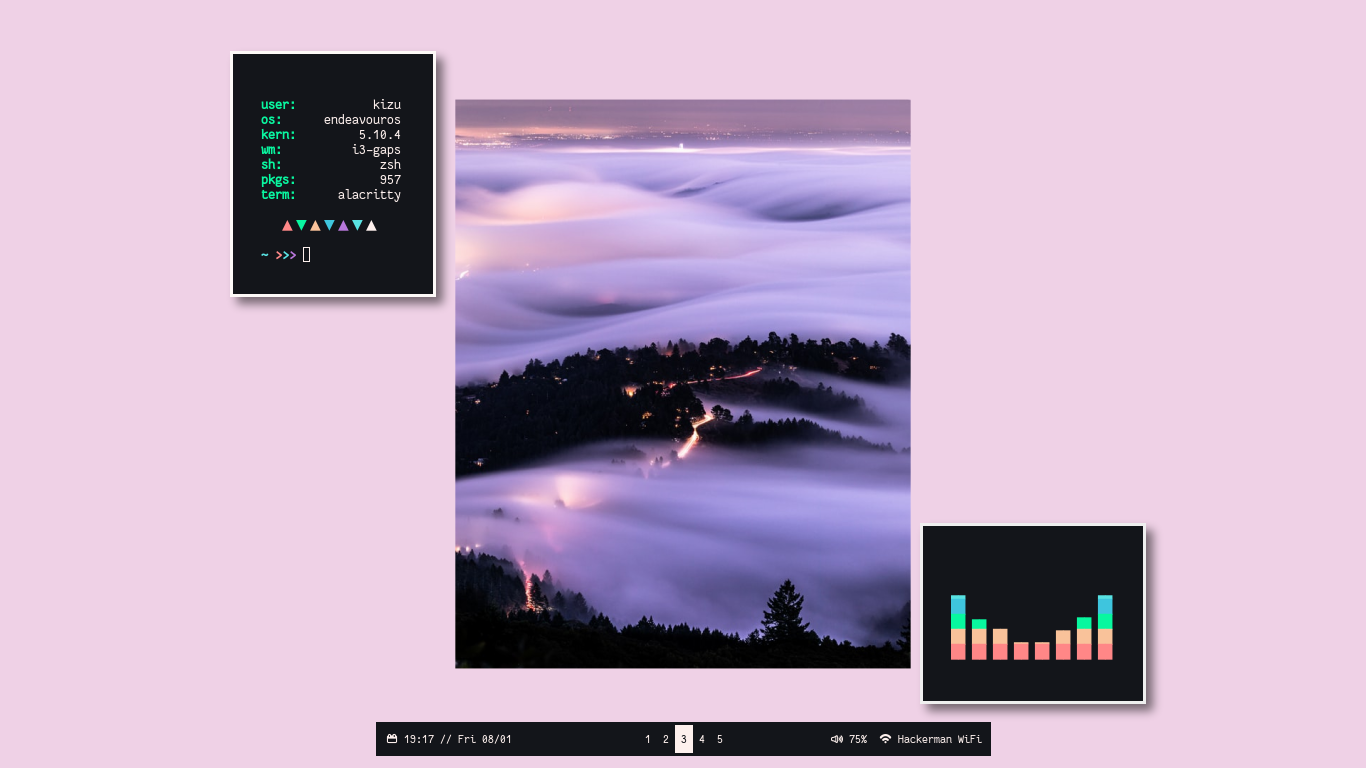 user: kizu
os: endeavouros
kern: 5.10.4
wm: i3-gaps
sh: zsh
pkgs: 957
term: alacritty
~ >>>
19:17 // Fri 08/01 1 2 3 4 5 75% Hackerman WiFi